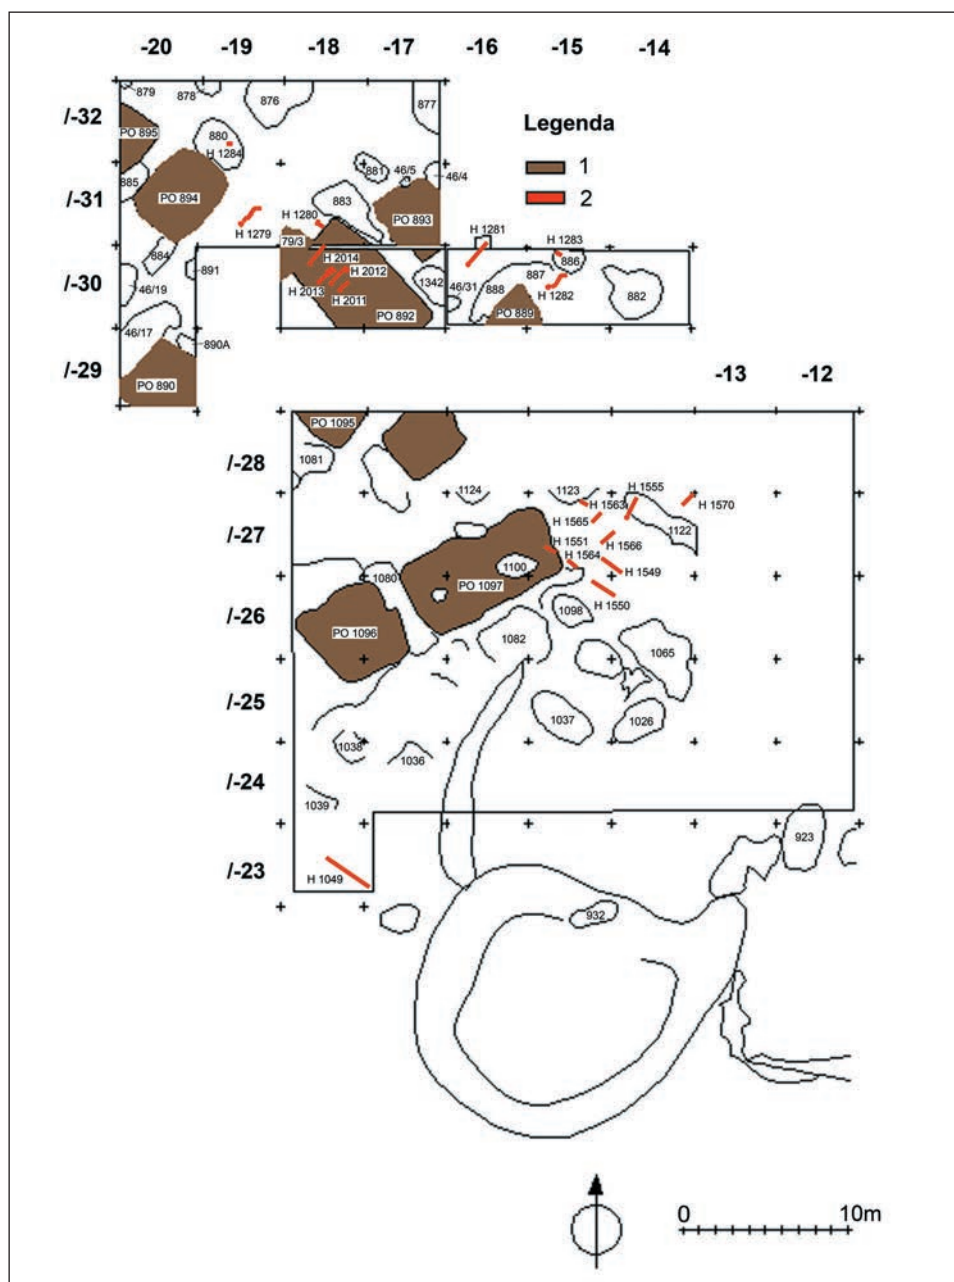 -20 -19 -18 -17 -16 -15 -14
879 878 876 877
/-32
Legenda
PO 895 880
H 1284
1
881 46/5 46/4
885
2
/-31
PO 894 883 PO 893
H 1280 H 1281
H 1279
79/3 H 1283
884 H 2014 886
891 H 2012 1342 887
/-30
46/19 H 2013 46/31 888 H 1282 882
H 2011
PO 892 PO 889
46/17
890A
/-29
PO 890
-13 -12
PO 1095
1081
/-28
1124 1123 H 1555
H 1563 H 1570
H 1565 1122
/-27
H 1551 H 1566
H 1564
1100
1080 PO 1097 H 1549
H 1550
/-26
1098
PO 1096 1082 1065
/-25
1037 1026
1038 1036
/-24
1039
923
/-23
H 1049
932
0 10m